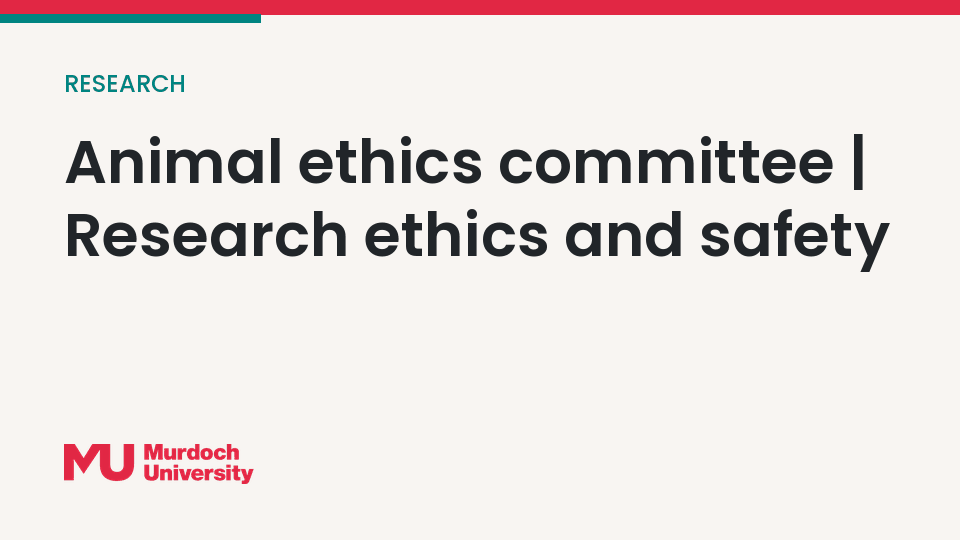 RESEARCH
Animal ethics committee |
Research ethics and safety
MU Murdoch
University